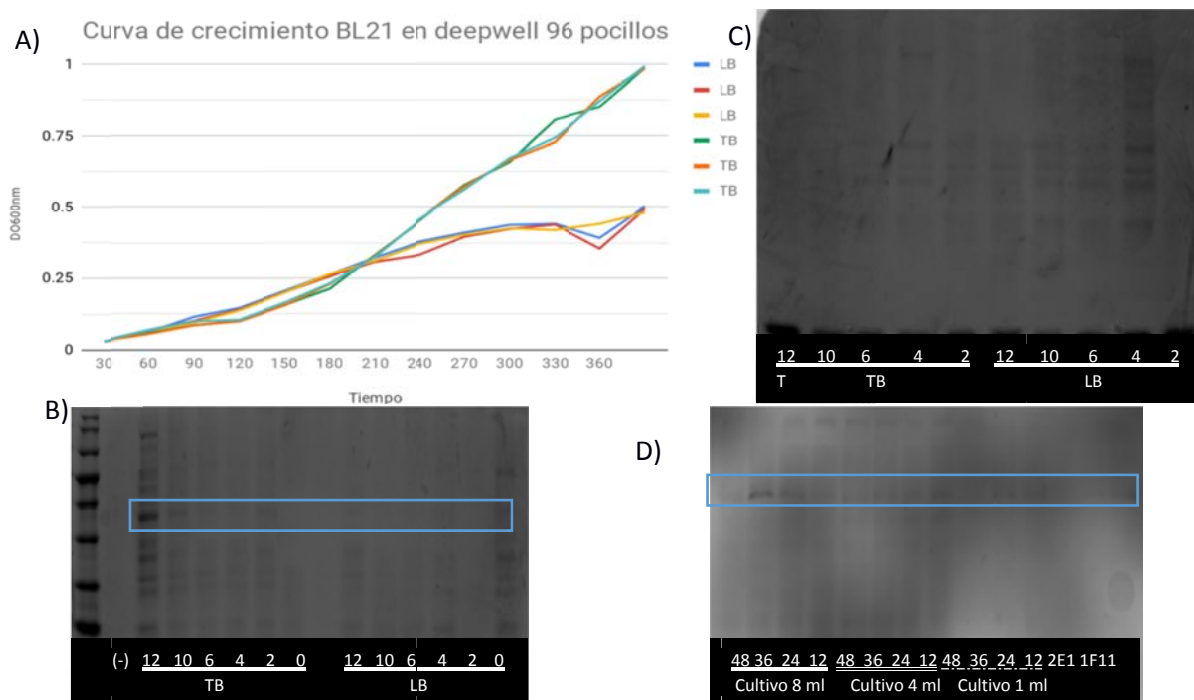 A)
Curva de crecimiento BL21 en deepwell 96 pocillos
1
0.75
0.5
0.25
0
DO600nm
30 60 90 120 150 180 210 240 270 300 330 360
Tiempo
LB
LB
LB
TB
TB
TB
B)
(-) 12 10 6 4 2 0 12 10 6 4 2 0
TB LB
C)
12 10 6 4 2 12 10 6 4 2
T TB LB
D)
48 36 24 12 48 36 24 12 48 36 24 12 2E1 1F11
Cultivo 8 ml Cultivo 4 ml Cultivo 1 ml